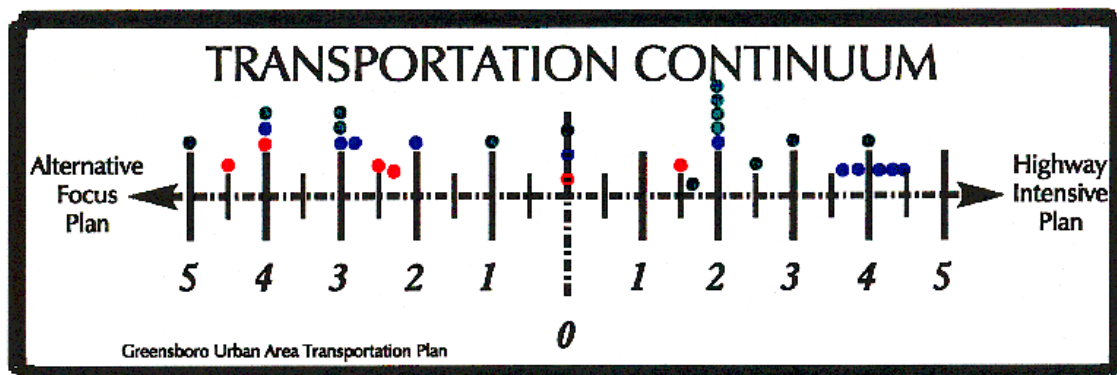 TRANSPORTATION CONTINUUM
Alternative
Focus
Plan
Highway
Intensive
Plan
5 4 3 2 1 0 1 2 3 4 5
Greensboro Urban Area Transportation Plan